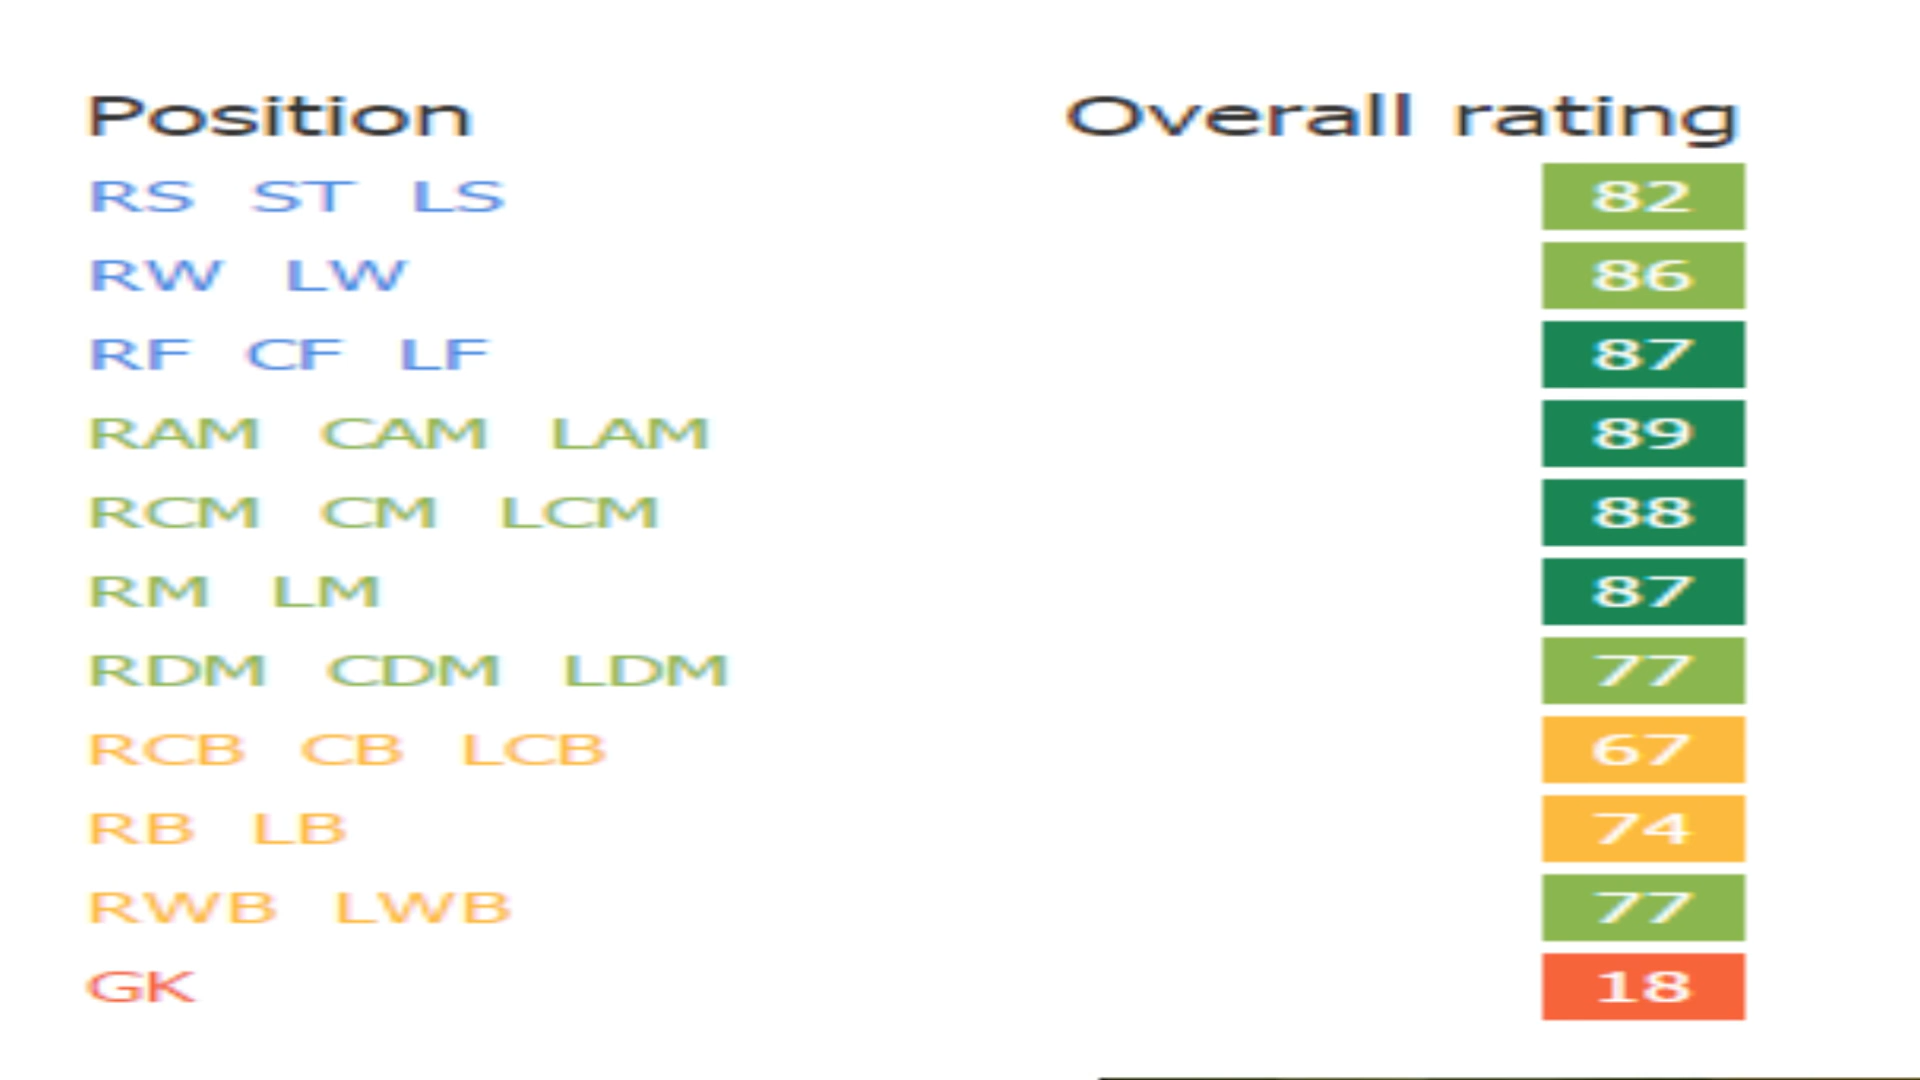 Position Overall rating
RS ST LS 82
RW LW 86
RF CF LF 87
RAM CAM LAM 89
RCM CM LCM 88
RM LM 87
RDM CDM LDM 77
RCB CB LCB 67
RB LB 74
RWB LWB 77
GK 18